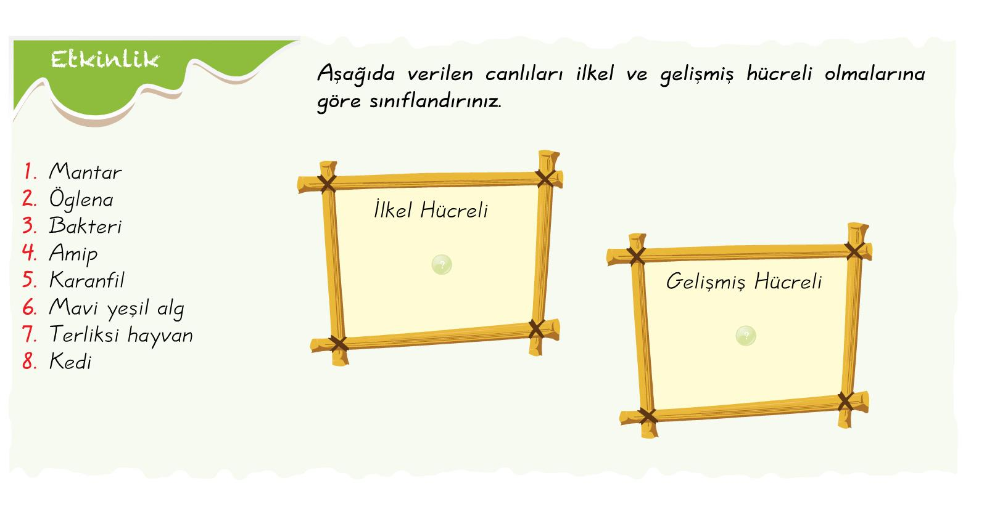 Etkinlik
Aşağıda verilen canlıları ilkel ve gelişmiş hücreli olmalarına
göre sınıflandırınız.
1. Mantar
2. Öglena
3. Bakteri
4. Amip
5. Karanfil
6. Mavi yeşil alg
7. Terliksi hayvan
8. Kedi
İlkel Hücreli
?
Gelişmiş Hücreli
?